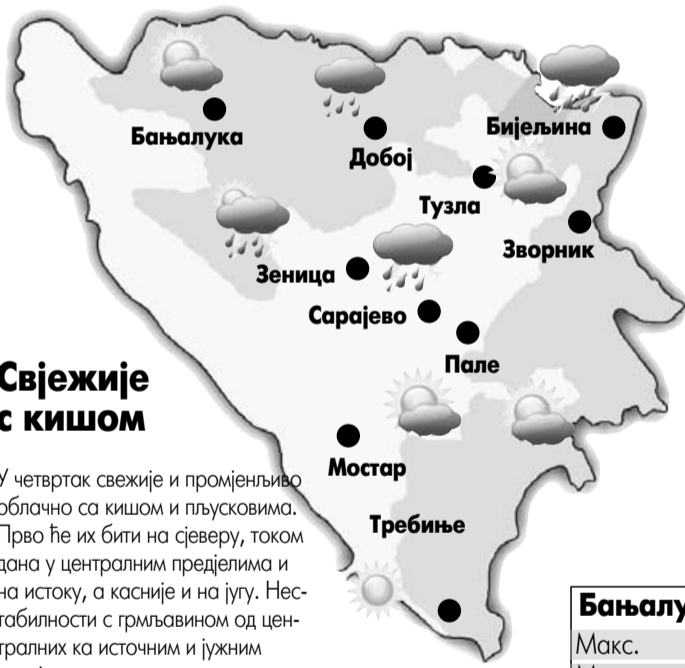 Бањалука
Добој
Бијељина
Тузла
Зворник
Зеница
Сарајево
Пале
Мостар
Требиње
Свјежије
с кишом
У четвртак свежије и промјенљиво
облачно са кишом и пљусковима.
Прво ће их бити на сјеверу, током
дана у централним предјелима и
на истоку, а касније и на југу. Нес-
табилности с грмљавином од цен-
тралних ка источним и јужним
Бањалу
Макс.